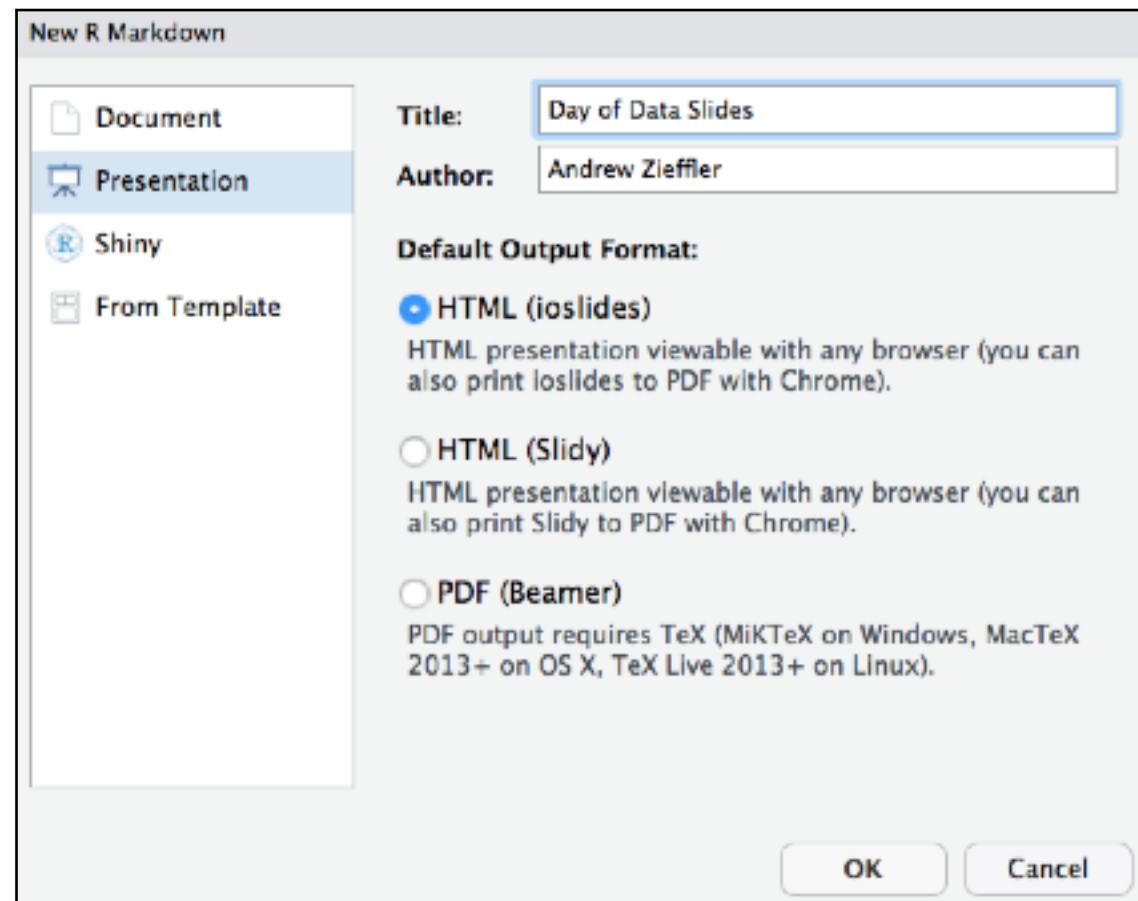 New R Markdown
Document
Presentation
Shiny
From Template
Title: Day of Data Slides
Author: Andrew Zieffler
Default Output Format:
HTML (ioslides)
HTML presentation viewable with any browser (you can
also print ioslides to PDF with Chrome).
HTML (Slidy)
HTML presentation viewable with any browser (you can
also print Slidy to PDF with Chrome).
PDF (Beamer)
PDF output requires TeX (MiKTeX on Windows, MacTeX
2013+ on OS X, TeX Live 2013+ on Linux).
OK Cancel